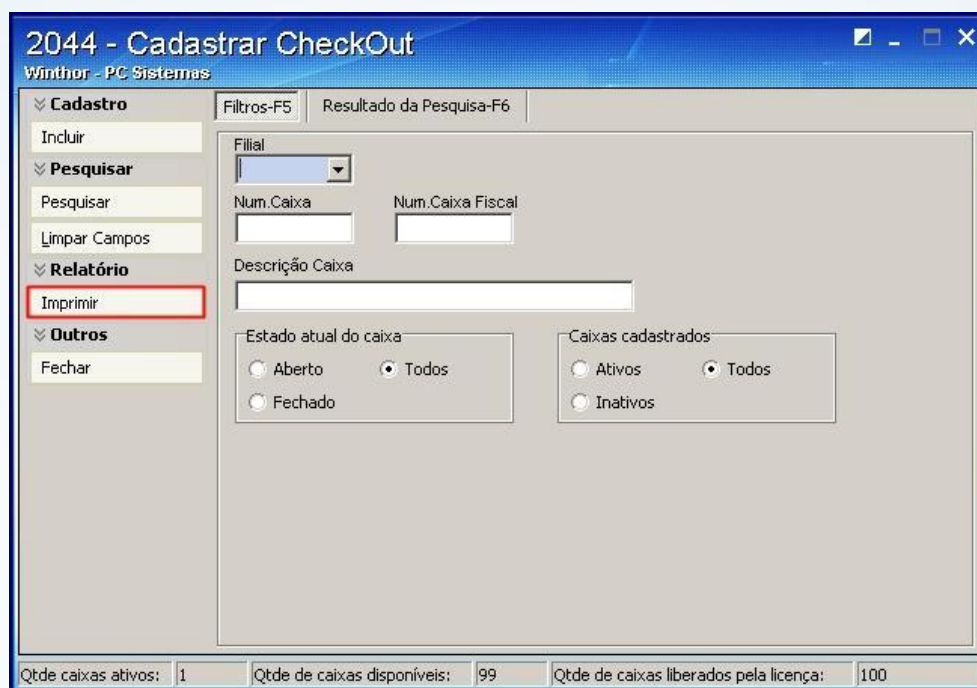 2044 - Cadastrar CheckOut
Winthor - PC Sistemas
Cadastro
Incluir
Pesquisar
Pesquisar
Limpar Campos
Relatório
Imprimir
Outros
Fechar
Filtros-F5 Resultado da Pesquisa-F6
Filial
Num.Caixa Num.Caixa Fiscal
Descrição Caixa
Estado atual do caixa Caixas cadastrados
Aberto Todos Ativos Todos
Fechado Inativos
Qtde caixas ativos: 1 Qtde de caixas disponíveis: 99 Qtde de caixas liberados pela licença: 100